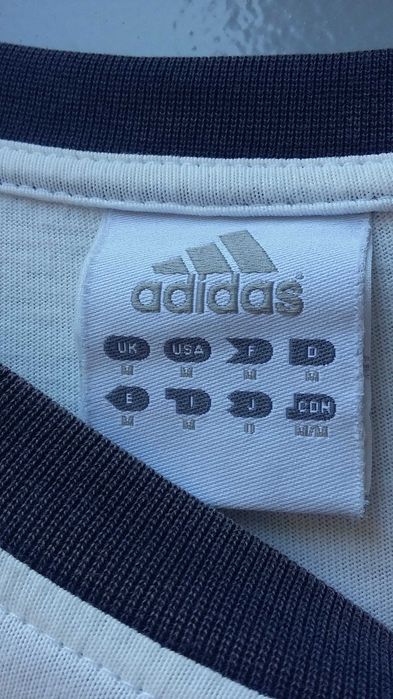 adidas
UK USA F D
M M M M
E I J CDN
M M O M/M